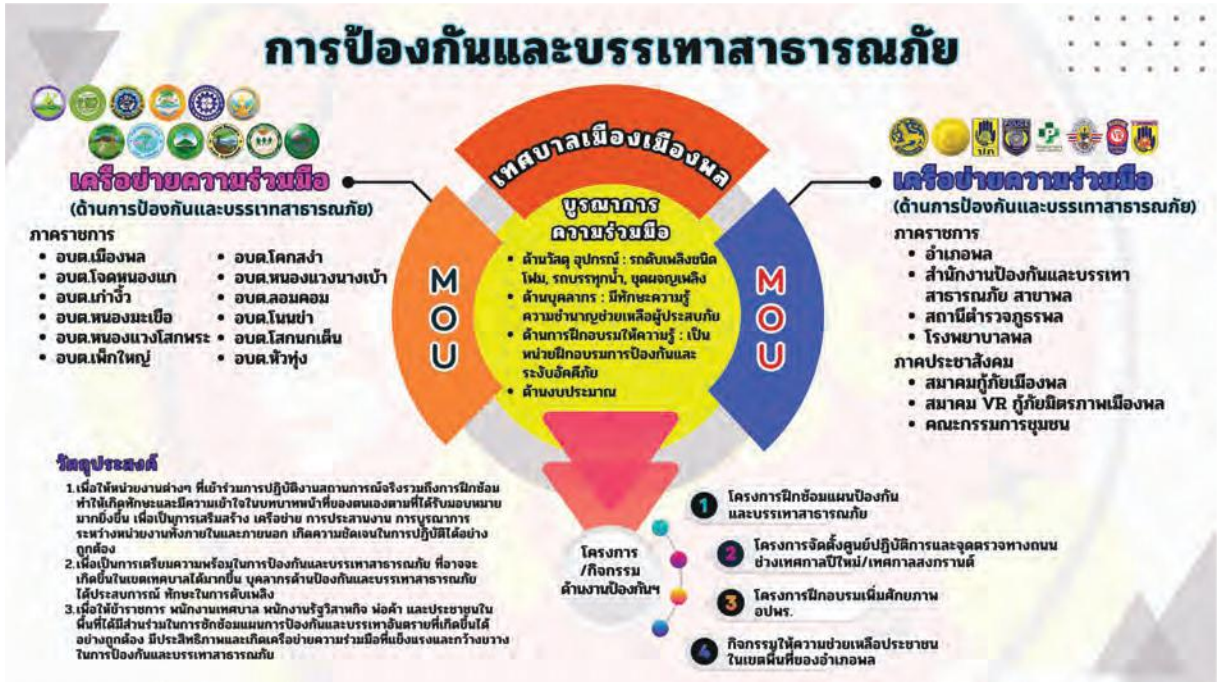 การป้องกันและบรรเทาสาธารณภัย
เครือข่ายความร่วมมือ
(ด้านการป้องกันและบรรเทาสาธารณภัย)
ภาคราชการ
• อบต.เมืองพล
• อบต.โจดหนองแก
• อบต.เก่างิ้ว
• อบต.หนองมะเขือ
• อบต.หนองแวงโสกพระ
• อบต.เพ็กใหญ่
• อบต.โคกสง่า
• อบต.หนองแวงนางเบ้า
• อบต.ลอมคอม
• อบต.โนนข่า
• อบต.โสกนกเต็น
• อบต.หัวทุ่ง
เทศบาลเมืองเมืองพล
MOU
บูรณาการ
ความร่วมมือ
• ด้านวัสดุ อุปกรณ์ : รถดับเพลิงชนิด
โฟม, รถบรรทุกน้ำ, ชุดผจญเพลิง
• ด้านบุคลากร : มีทักษะความรู้
ความชำนาญช่วยเหลือผู้ประสบภัย
• ด้านการฝึกอบรมให้ความรู้ : เป็น
หน่วยฝึกอบรมการป้องกันและ
ระงับอัคคีภัย
• ด้านงบประมาณ
MOU
ปภ
เครือข่ายความร่วมมือ
(ด้านการป้องกันและบรรเทาสาธารณภัย)
ภาคราชการ
• อำเภอพล
• สำนักงานป้องกันและบรรเทา
สาธารณภัย สาขาพล
• สถานีตำรวจภูธรพล
• โรงพยาบาลพล
ภาคประชาสังคม
• สมาคมกู้ภัยเมืองพล
• สมาคม VR กู้ภัยมิตรภาพเมืองพล
• คณะกรรมการชุมชน
วัตถุประสงค์
1. เพื่อให้หน่วยงานต่างๆ ที่เข้าร่วมการปฏิบัติงานสถานการณ์จริงรวมถึงการฝึกซ้อม
ทำให้เกิดทักษะและมีความเข้าใจในบทบาทหน้าที่ของตนเองตามที่ได้รับมอบหมาย
มากยิ่งขึ้น เพื่อเป็นการเสริมสร้าง เครือข่าย การประสานงาน การบูรณาการ
ระหว่างหน่วยงานทั้งภายในและภายนอก เกิดความชัดเจนในการปฏิบัติได้อย่าง
ถูกต้อง
2. เพื่อเป็นการเตรียมความพร้อมในการป้องกันและบรรเทาสาธารณภัย ที่อาจจะ
เกิดขึ้นในเขตเทศบาลได้มากขึ้น บุคลากรด้านป้องกันและบรรเทาสาธารณภัย
ได้ประสบการณ์ ทักษะในการดับเพลิง
3. เพื่อให้ข้าราชการ พนักงานเทศบาล พนักงานรัฐวิสาหกิจ พ่อค้า และประชาชนใน
พื้นที่ได้มีส่วนร่วมในการซักซ้อมแผนการป้องกันและบรรเทาอันตรายที่เกิดขึ้นได้
อย่างถูกต้อง มีประสิทธิภาพและเกิดเครือข่ายความร่วมมือที่แข็งแรงและกว้างขวาง
ในการป้องกันและบรรเทาสาธารณภัย
โครงการ
/กิจกรรม
ด้านงานป้องกันฯ
1 โครงการฝึกซ้อมแผนป้องกัน
และบรรเทาสาธารณภัย
2 โครงการจัดตั้งศูนย์ปฏิบัติการและจุดตรวจทางถนน
ช่วงเทศกาลปีใหม่/เทศกาลสงกรานต์
3 โครงการฝึกอบรมเพิ่มศักยภาพ
อปพร.
4 กิจกรรมให้ความช่วยเหลือประชาชน
ในเขตพื้นที่ของอำเภอพล